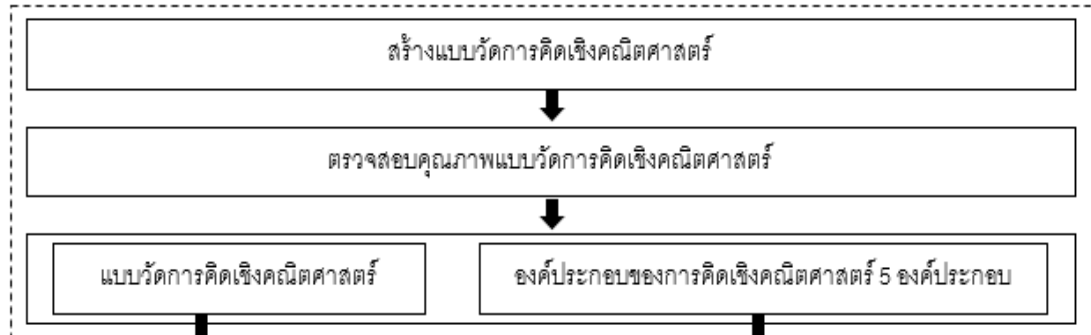 สร้างแบบวัดการคิดเชิงคณิตศาสตร์
ตรวจสอบคุณภาพแบบวัดการคิดเชิงคณิตศาสตร์
แบบวัดการคิดเชิงคณิตศาสตร์
องค์ประกอบของการคิดเชิงคณิตศาสตร์ 5 องค์ประกอบ